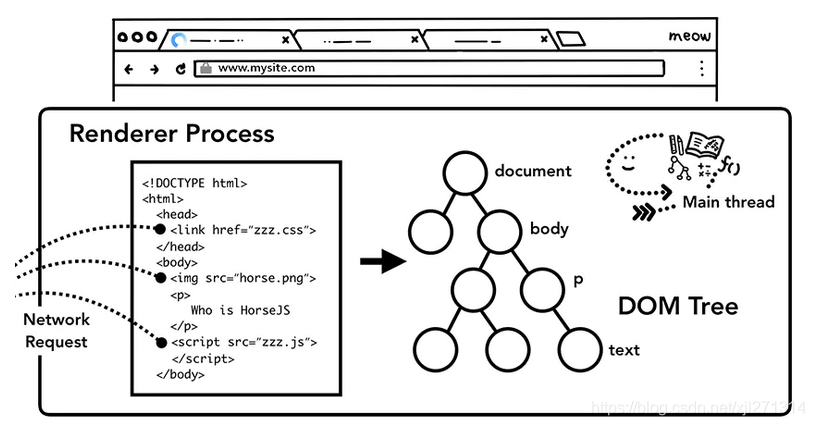 meow
www.mysite.com
Renderer Process
<!DOCTYPE html>
<html>
<head>
<link href="zzz.css">
</head>
<body>
<img src="horse.png">
<p>
Who is HorseJS
</p>
<script src="zzz.js">
</script>
</body>
Network
Request
document
body
p
text
DOM Tree
+-
×÷
f()
Main thread
https://blog.csdn.net/xjl271314